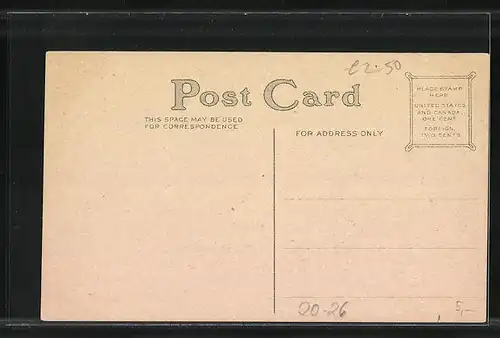 £2-50
Post Card
THIS SPACE MAY BE USED
FOR CORRESPONDENCE
FOR ADDRESS ONLY
PLACE STAMP
HERE
UNITED STATES
AND CANADA
ONE CENT
FOREIGN
TWO CENTS
20-26
5,-